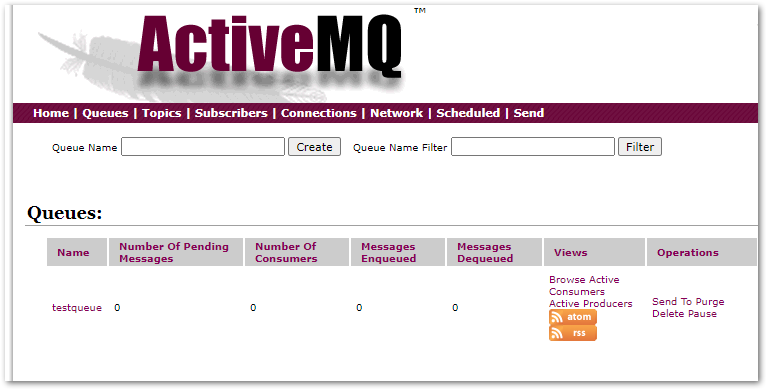 ActiveMQ ™
Home | Queues | Topics | Subscribers | Connections | Network | Scheduled | Send
Queue Name Create Queue Name Filter Filter
Queues:
Name Number Of Pending Messages Number Of Consumers Messages Enqueued Messages Dequeued Views Operations
testqueue 0 0 0 0
Browse Active
Consumers
Active Producers
atom
rss
Send To Purge
Delete Pause